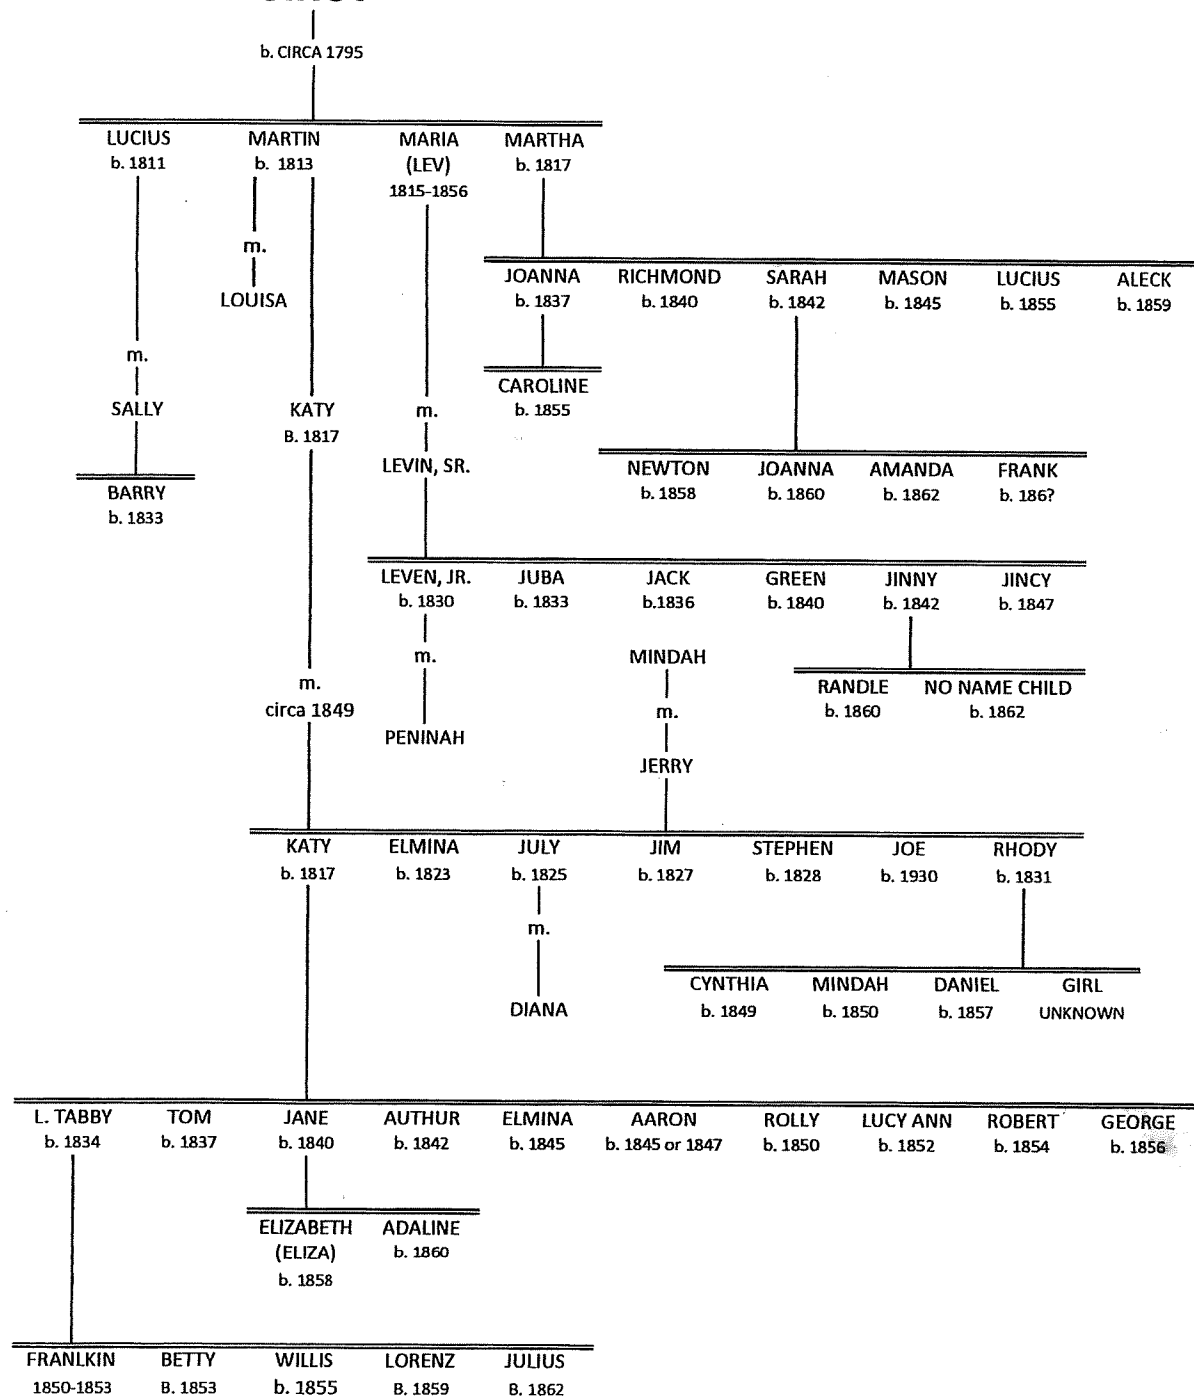 b. CIRCA 1795
LUCIUS MARTIN MARIA MARTHA
b. 1811 b. 1813 (LEV) b. 1817
1815-1856
m.
JOANNA RICHMOND SARAH MASON LUCIUS ALECK
b. 1837 b. 1840 b. 1842 b. 1845 b. 1855 b. 1859
LOUISA
m.
CAROLINE
b. 1855
SALLY KATY m.
B. 1817
LEVIN, SR.
NEWTON JOANNA AMANDA FRANK
b. 1858 b. 1860 b. 1862 b. 186?
BARRY
b. 1833
LEVEN, JR. JUBA JACK GREEN JINNY JINCY
b. 1830 b. 1833 b.1836 b. 1840 b. 1842 b. 1847
m. MINDAH
m.
circa 1849
RANDLE NO NAME CHILD
b. 1860 b. 1862
m.
PENINAH
JERRY
KATY ELMINA JULY JIM STEPHEN JOE RHODY
b. 1817 b. 1823 b. 1825 b. 1827 b. 1828 b. 1930 b. 1831
m.
CYNTHIA MINDAH DANIEL GIRL
b. 1849 b. 1850 b. 1857 UNKNOWN
DIANA
L. TABBY TOM JANE AUTHUR ELMINA AARON ROLLY LUCY ANN ROBERT GEORGE
b. 1834 b. 1837 b. 1840 b. 1842 b. 1845 b. 1845 or 1847 b. 1850 b. 1852 b. 1854 b. 1856
ELIZABETH ADALINE
(ELIZA) b. 1860
b. 1858
FRANLKIN BETTY WILLIS LORENZ JULIUS
1850-1853 B. 1853 b. 1855 B. 1859 B. 1862